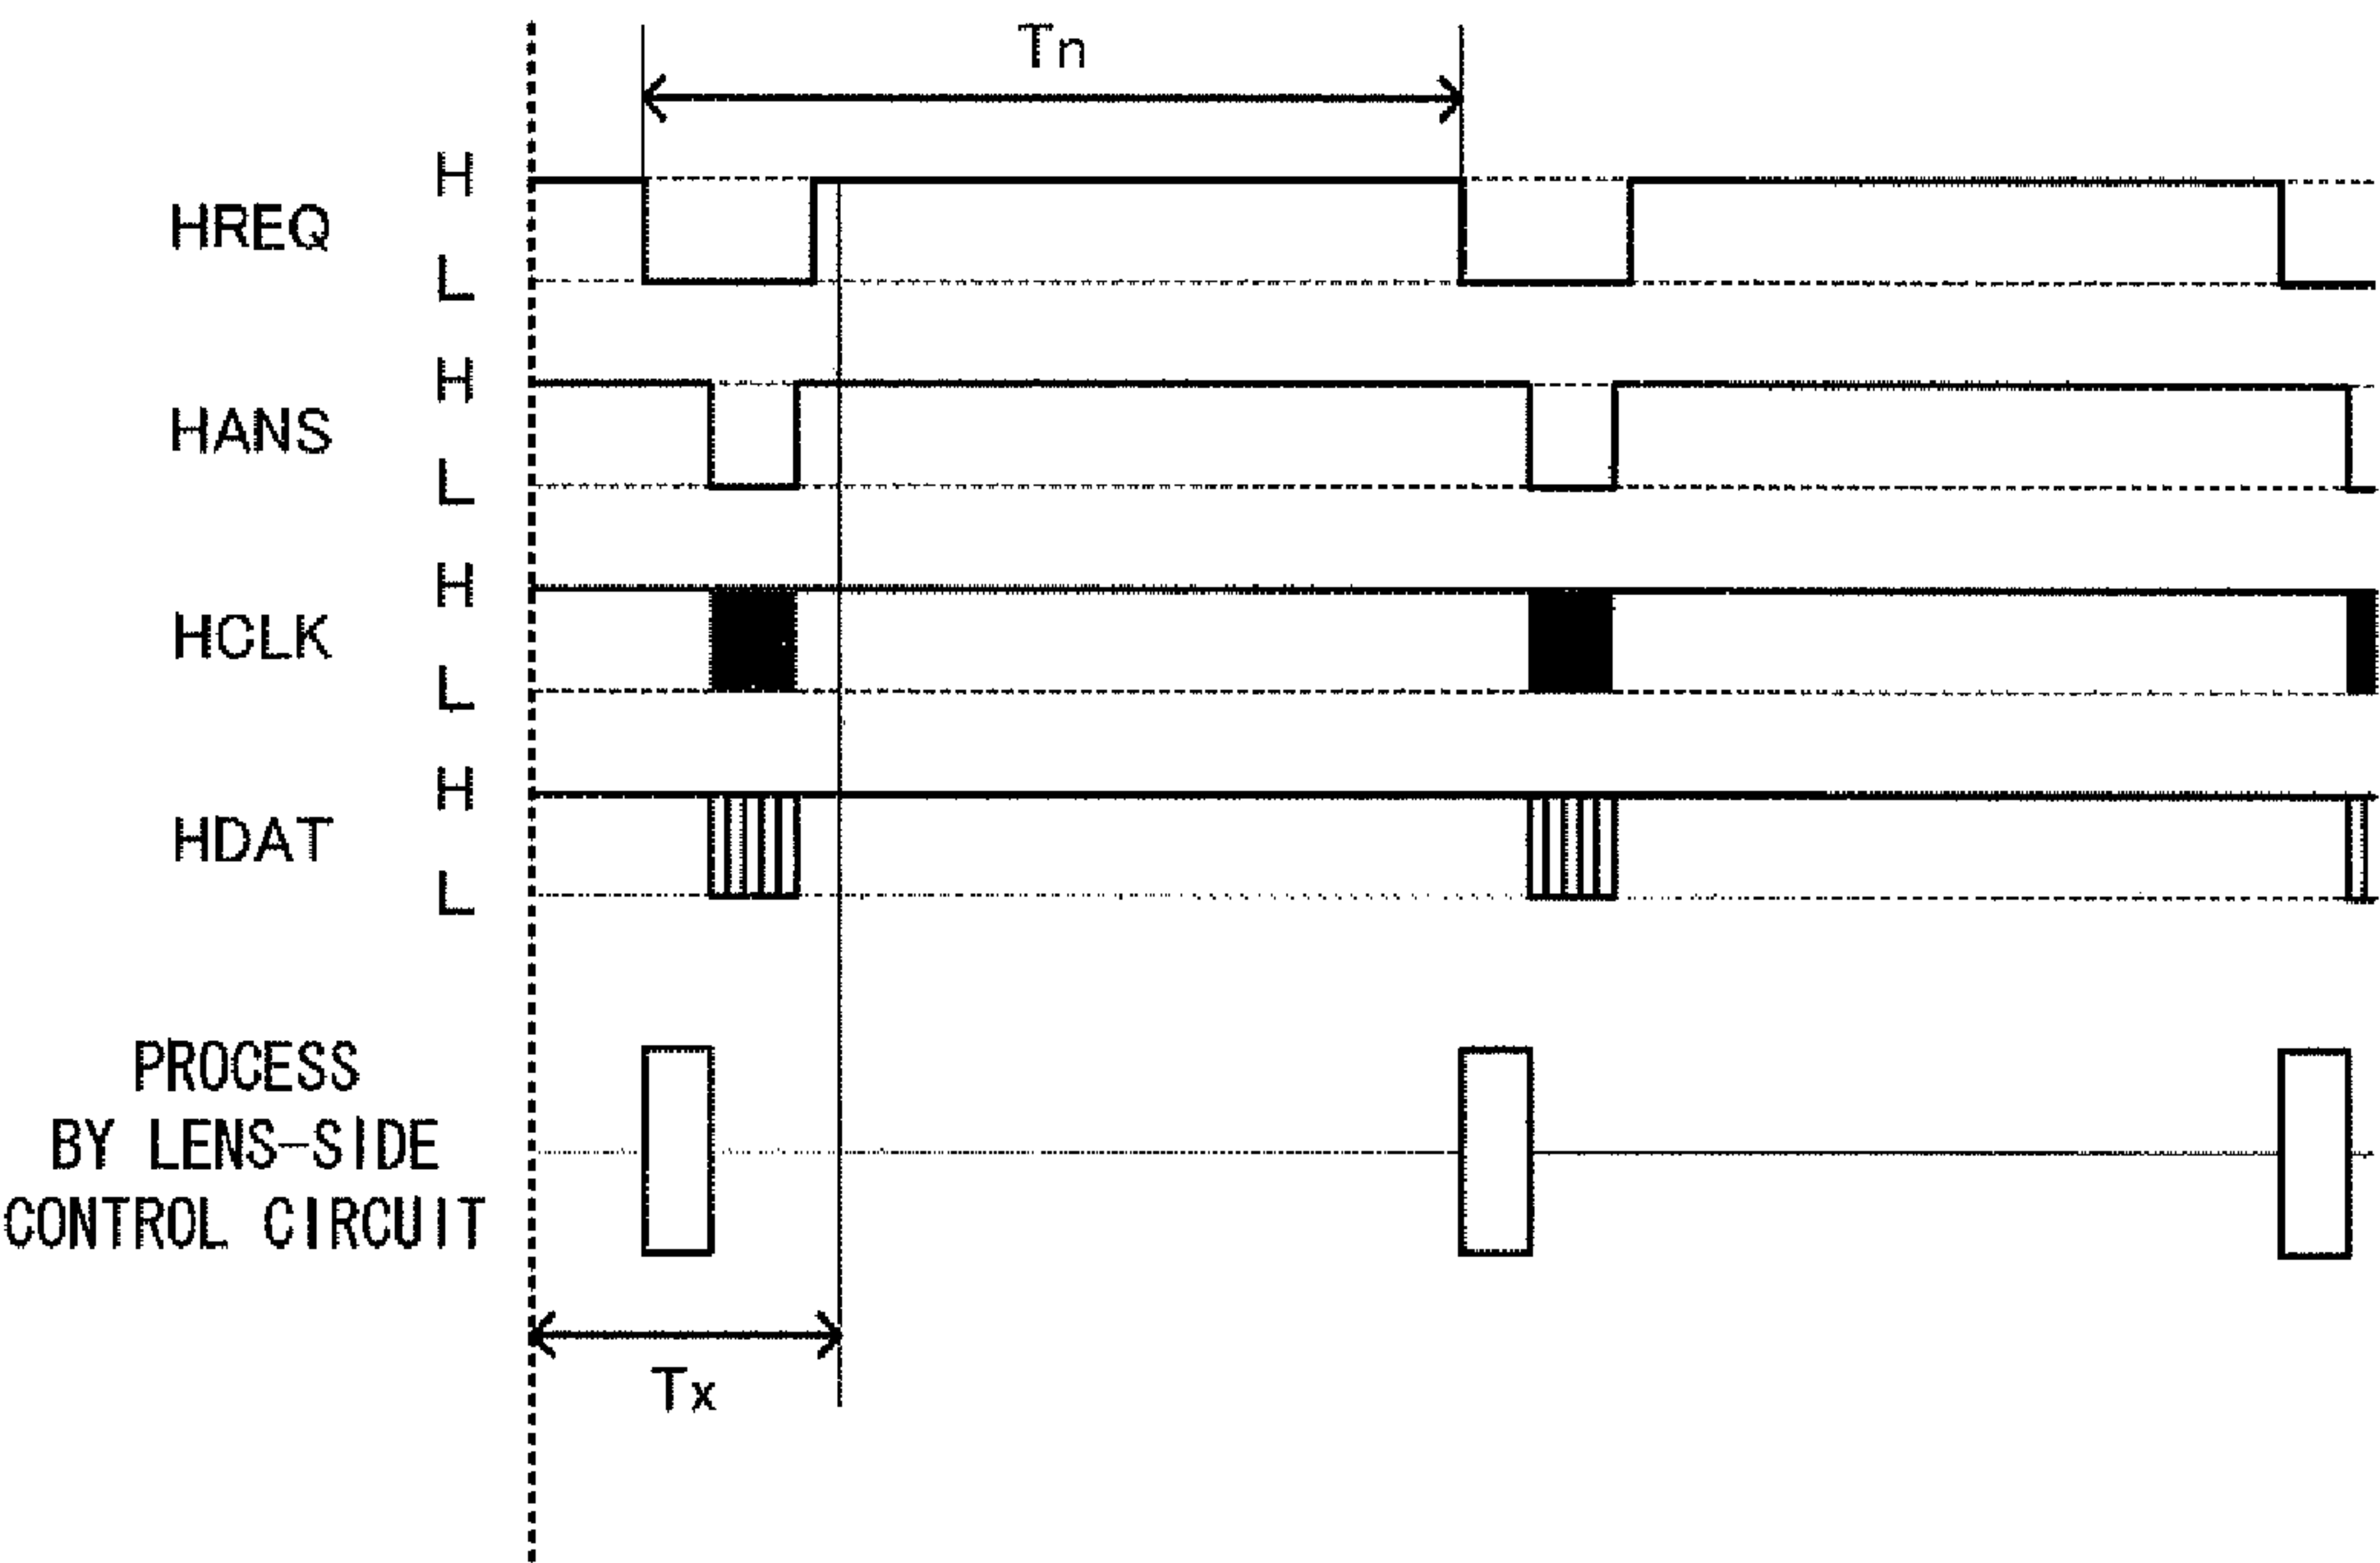 Tn
H
HREQ
L
H
HANS
L
H
HCLK
L
H
HDAT
L
PROCESS
BY LENS-SIDE
CONTROL CIRCUIT
Tx